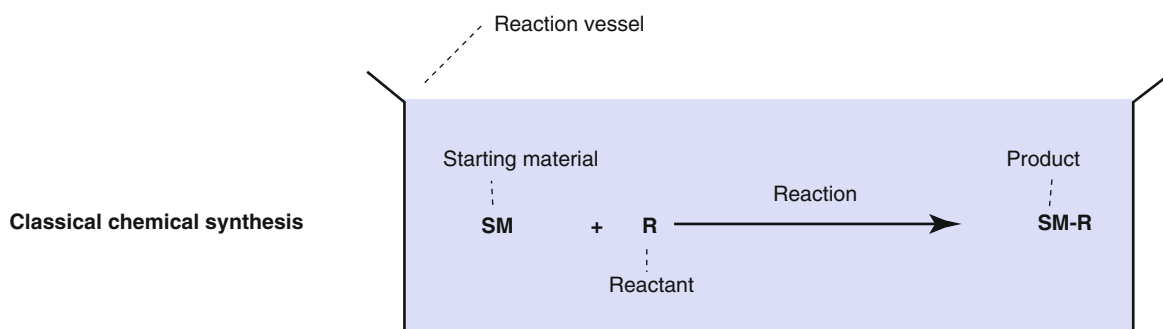 Reaction vessel
Starting material
Product
Reaction
Classical chemical synthesis
SM + R SM-R
Reactant